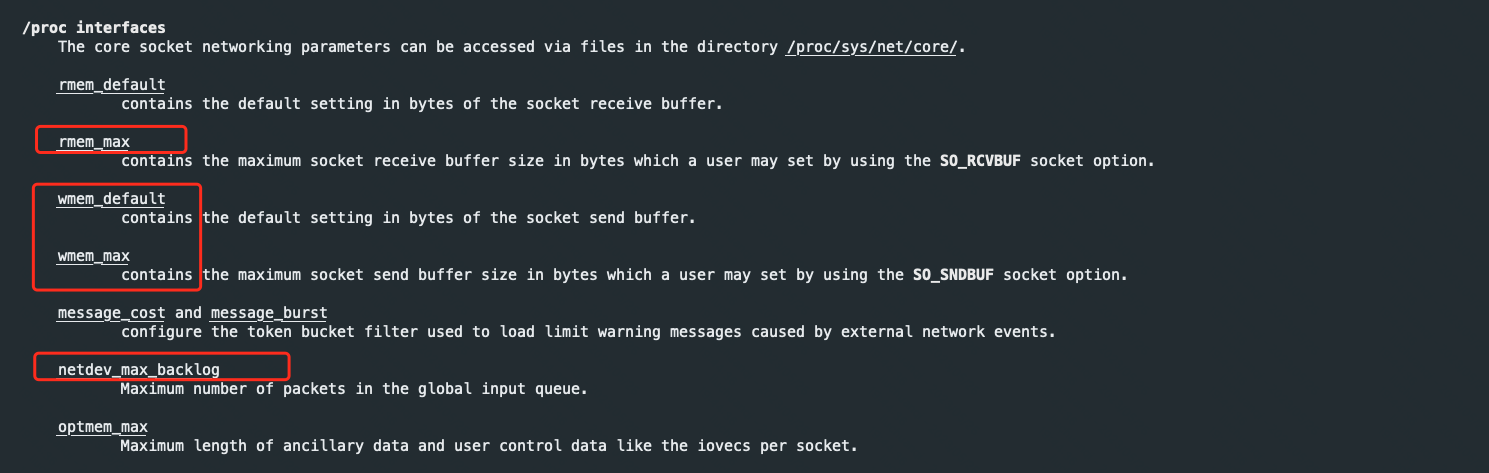 /proc interfaces
The core socket networking parameters can be accessed via files in the directory /proc/sys/net/core/.
rmem_default
contains the default setting in bytes of the socket receive buffer.
rmem_max
contains the maximum socket receive buffer size in bytes which a user may set by using the SO_RCVBUF socket option.
wmem_default
contains the default setting in bytes of the socket send buffer.
wmem_max
contains the maximum socket send buffer size in bytes which a user may set by using the SO_SNDBUF socket option.
message_cost and message_burst
configure the token bucket filter used to load limit warning messages caused by external network events.
netdev_max_backlog
Maximum number of packets in the global input queue.
optmem_max
Maximum length of ancillary data and user control data like the iovecs per socket.